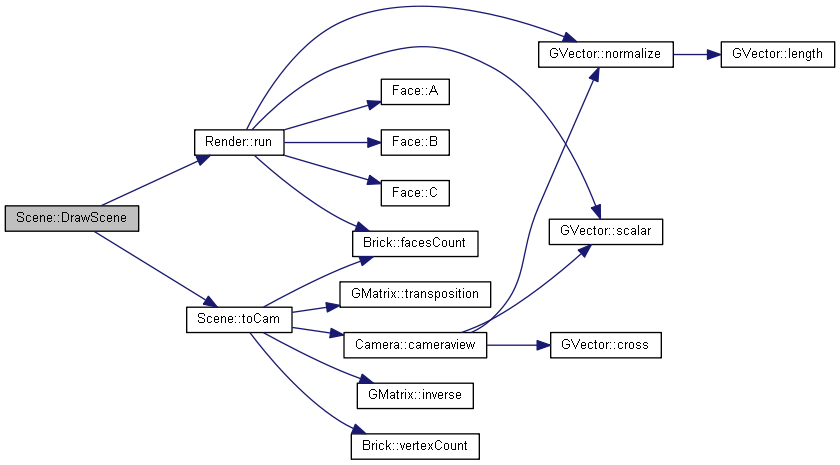 GVector::normalize
GVector::length
Face::A
Render::run
Face::B
Face::C
Scene::DrawScene
GVector::scalar
Brick::facesCount
GMatrix::transposition
Scene::toCam
Camera::cameraview
GVector::cross
GMatrix::inverse
Brick::vertexCount